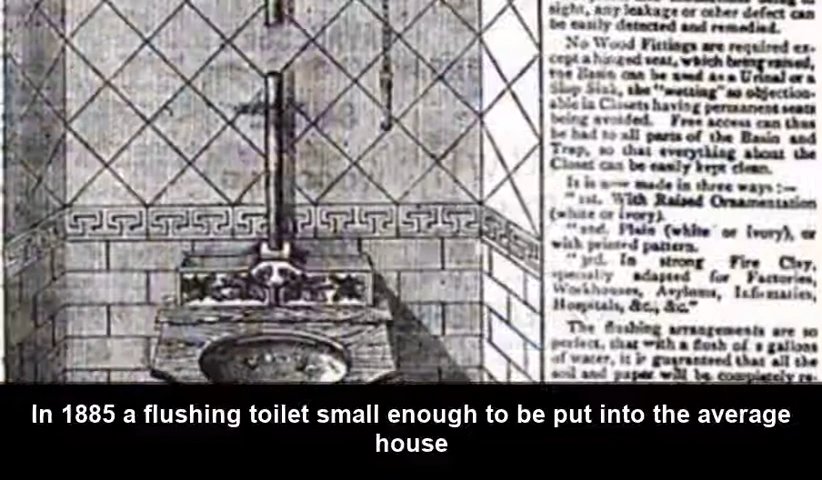 sight, any leakage or other defect can
be easily detected and remedied.
No Wood Fittings are required ex-
cept a hinged seat, which being raised,
the Basin can be used as a Urinal or a
Slop Sink, the "wetting" so objection-
able in Closets having permanent seats
being avoided. Free access can thus
be had to all parts of the Basin and
Trap, so that everything about the
Closet can be easily kept clean.
It is now made in three ways:—
"1st. With Raised Ornamentation
(white or ivory).
"2nd. Plain (white or ivory), or
with printed pattern.
"3rd. In strong Fire Clay,
specially adapted for Factories,
Workhouses, Asylums, Infirmaries,
Hospitals, &c., &c."
The flushing arrangements are so
perfect, that with a flush of 2 gallons
of water, it is guaranteed that all the
soil and paper will be completely re-
In 1885 a flushing toilet small enough to be put into the average
house